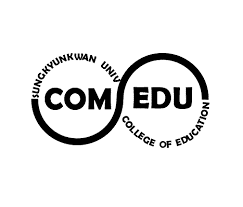 SUNGKYUNKWAN UNIV
COM EDU
COLLEGE OF EDUCATION